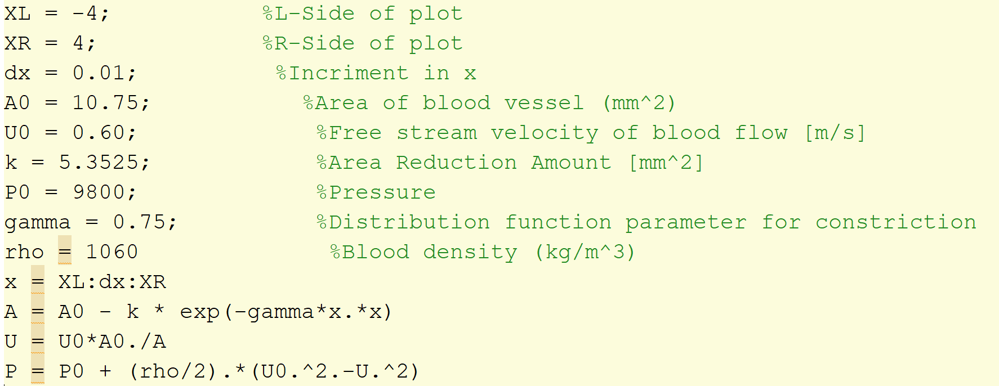 XL = -4; %L-Side of plot
XR = 4; %R-Side of plot
dx = 0.01; %Incriment in x
A0 = 10.75; %Area of blood vessel (mm^2)
U0 = 0.60; %Free stream velocity of blood flow [m/s]
k = 5.3525; %Area Reduction Amount [mm^2]
P0 = 9800; %Pressure
gamma = 0.75; %Distribution function parameter for constriction
rho = 1060 %Blood density (kg/m^3)
x = XL:dx:XR
A = A0 - k * exp(-gamma*x.*x)
U = U0*A0./A
P = P0 + (rho/2).*(U0.^2.-U.^2)